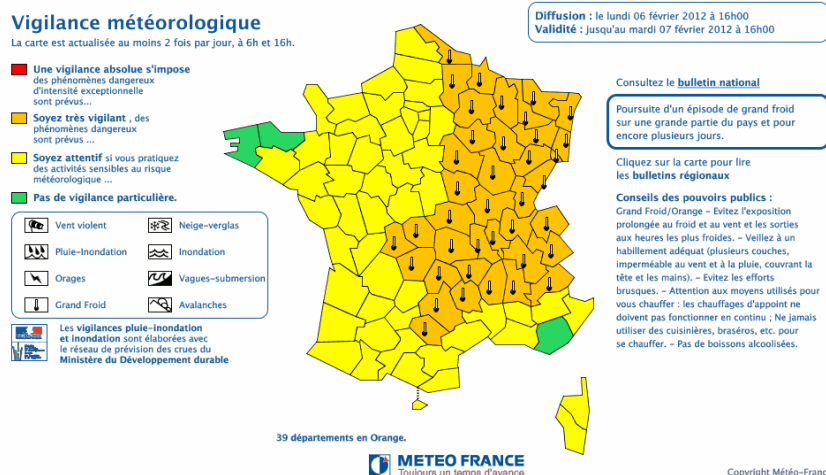 Vigilance météorologique
La carte est actualisée au moins 2 fois par jour, à 6h et 16h.
Une vigilance absolue s'impose
des phénomènes dangereux
d'intensité exceptionnelle
sont prévus...
Soyez très vigilant , des
phénomènes dangereux
sont prévus ...
Soyez attentif si vous pratiquez
des activités sensibles au risque
météorologique ...
Pas de vigilance particulière.
Vent violent
Neige-verglas
Pluie-Inondation
Inondation
Orages
Vagues-submersion
Grand Froid
Avalanches
Les vigilances pluie-inondation
et inondation sont élaborées avec
le réseau de prévision des crues du
Ministère du Développement durable
39 départements en Orange.
METEO FRANCE
Toujours un temps d'avance
Diffusion : le lundi 06 février 2012 à 16h00
Validité : jusqu'au mardi 07 février 2012 à 16h00
Consultez le bulletin national
Poursuite d'un épisode de grand froid
sur une grande partie du pays et pour
encore plusieurs jours.
Cliquez sur la carte pour lire
les bulletins régionaux
Conseils des pouvoirs publics :
Grand Froid/Orange – Evitez l'exposition
prolongée au froid et au vent et les sorties
aux heures les plus froides. – Veillez à un
habillement adéquat (plusieurs couches,
imperméable au vent et à la pluie, couvrant la
tête et les mains). – Evitez les efforts
brusques. – Attention aux moyens utilisés pour
vous chauffer : les chauffages d'appoint ne
doivent pas fonctionner en continu ; Ne jamais
utiliser des cuisinières, braséros, etc. pour
se chauffer. – Pas de boissons alcoolisées.
Copyright Météo-Franc